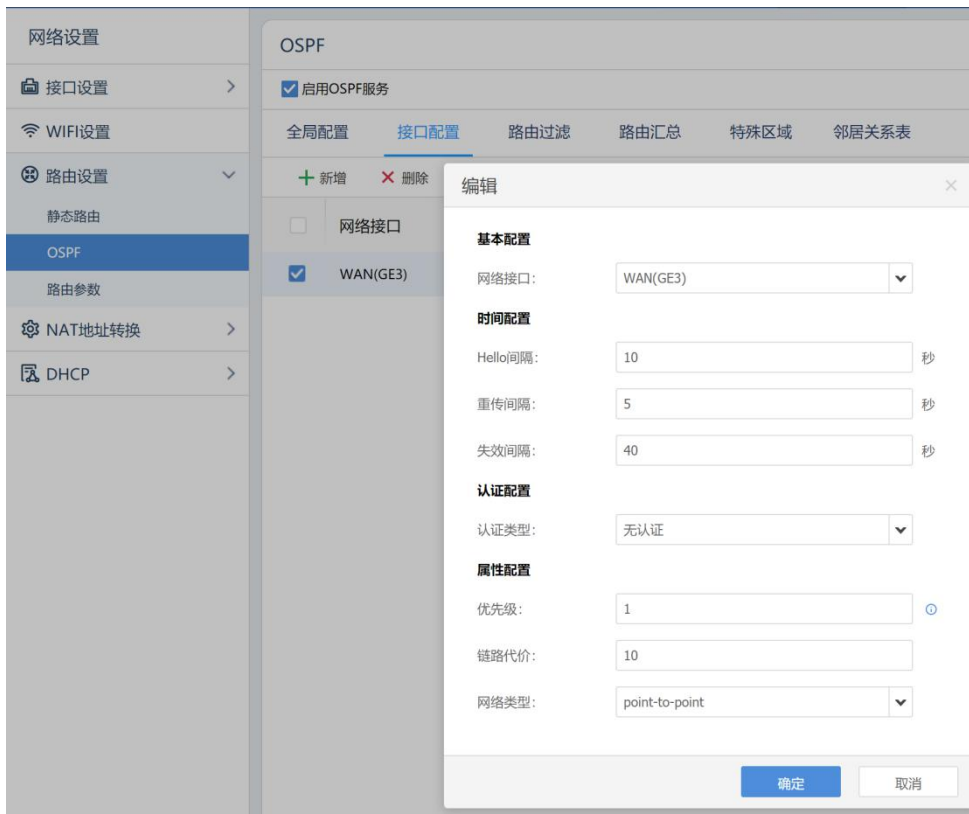 网络设置
接口设置
WIFI设置
路由设置
静态路由
OSPF
路由参数
NAT地址转换
DHCP
OSPF
启用OSPF服务
全局配置 接口配置 路由过滤 路由汇总 特殊区域 邻居关系表
新增 删除
网络接口
WAN(GE3)
编辑
基本配置
网络接口: WAN(GE3)
时间配置
Hello间隔: 10 秒
重传间隔: 5 秒
失效间隔: 40 秒
认证配置
认证类型: 无认证
属性配置
优先级: 1
链路代价: 10
网络类型: point-to-point
确定 取消